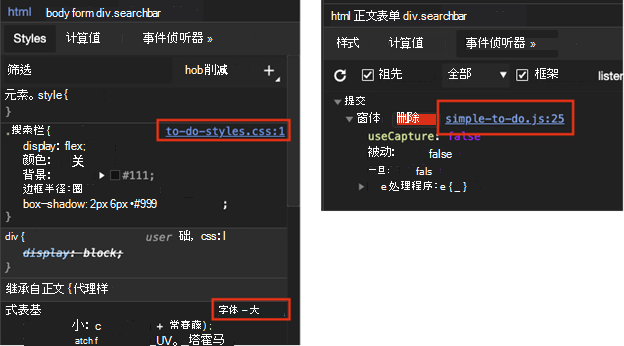 html body form div.searchbar
Styles 计算值 事件侦听器 »
筛选 hob削减 +
元素。style {
}
.搜索栏 { to-do-styles.css:1
display: flex;
颜色： 关
背景： ▶ #111;
边框半径:圈
box-shadow: 2px 6px •#999 ;
}
div { user 础，css:l
display: block;
}
继承自正文 {代理样
式表基 字体 – 大
小：c + 常春藤);
atch f _UV。 塔霍马
html 正文表单 div.searchbar
样式 计算值 事件侦听器 »
祖先 全部 框架 lister
提交
窗体 删除 simple-to-do.js:25
useCapture: false
被动： false
一旦： fals
e 处理程序：e { _ }